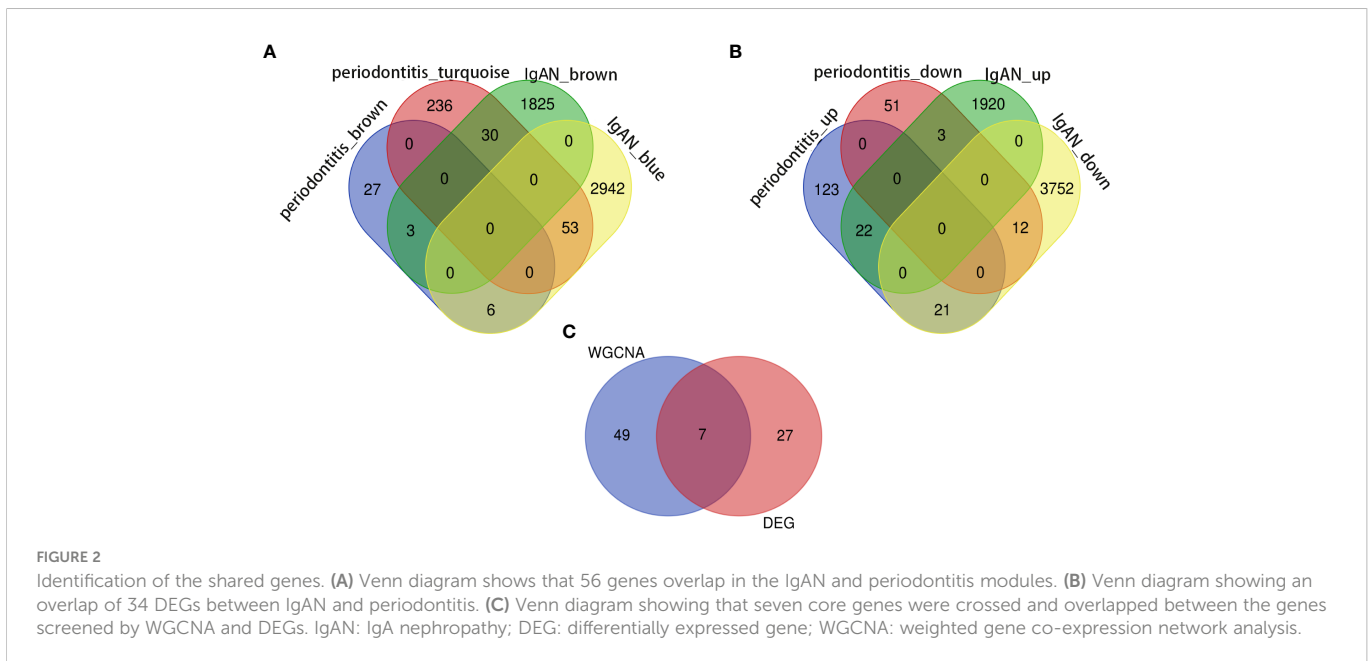 A
periodontitis_turquoise IgAN_brown
periodontitis_brown
IgAN_blue
236
1825
0
30
0
27
0
0
2942
3
0
53
0
0
6
B
periodontitis_down IgAN_up
periodontitis_up
IgAN_down
51
1920
0
3
0
123
0
0
3752
22
0
12
0
0
21
C
WGCNA
49
7
27
DEG
FIGURE 2
Identification of the shared genes. (A) Venn diagram shows that 56 genes overlap in the IgAN and periodontitis modules. (B) Venn diagram showing an
overlap of 34 DEGs between IgAN and periodontitis. (C) Venn diagram showing that seven core genes were crossed and overlapped between the genes
screened by WGCNA and DEGs. IgAN: IgA nephropathy; DEG: differentially expressed gene; WGCNA: weighted gene co-expression network analysis.